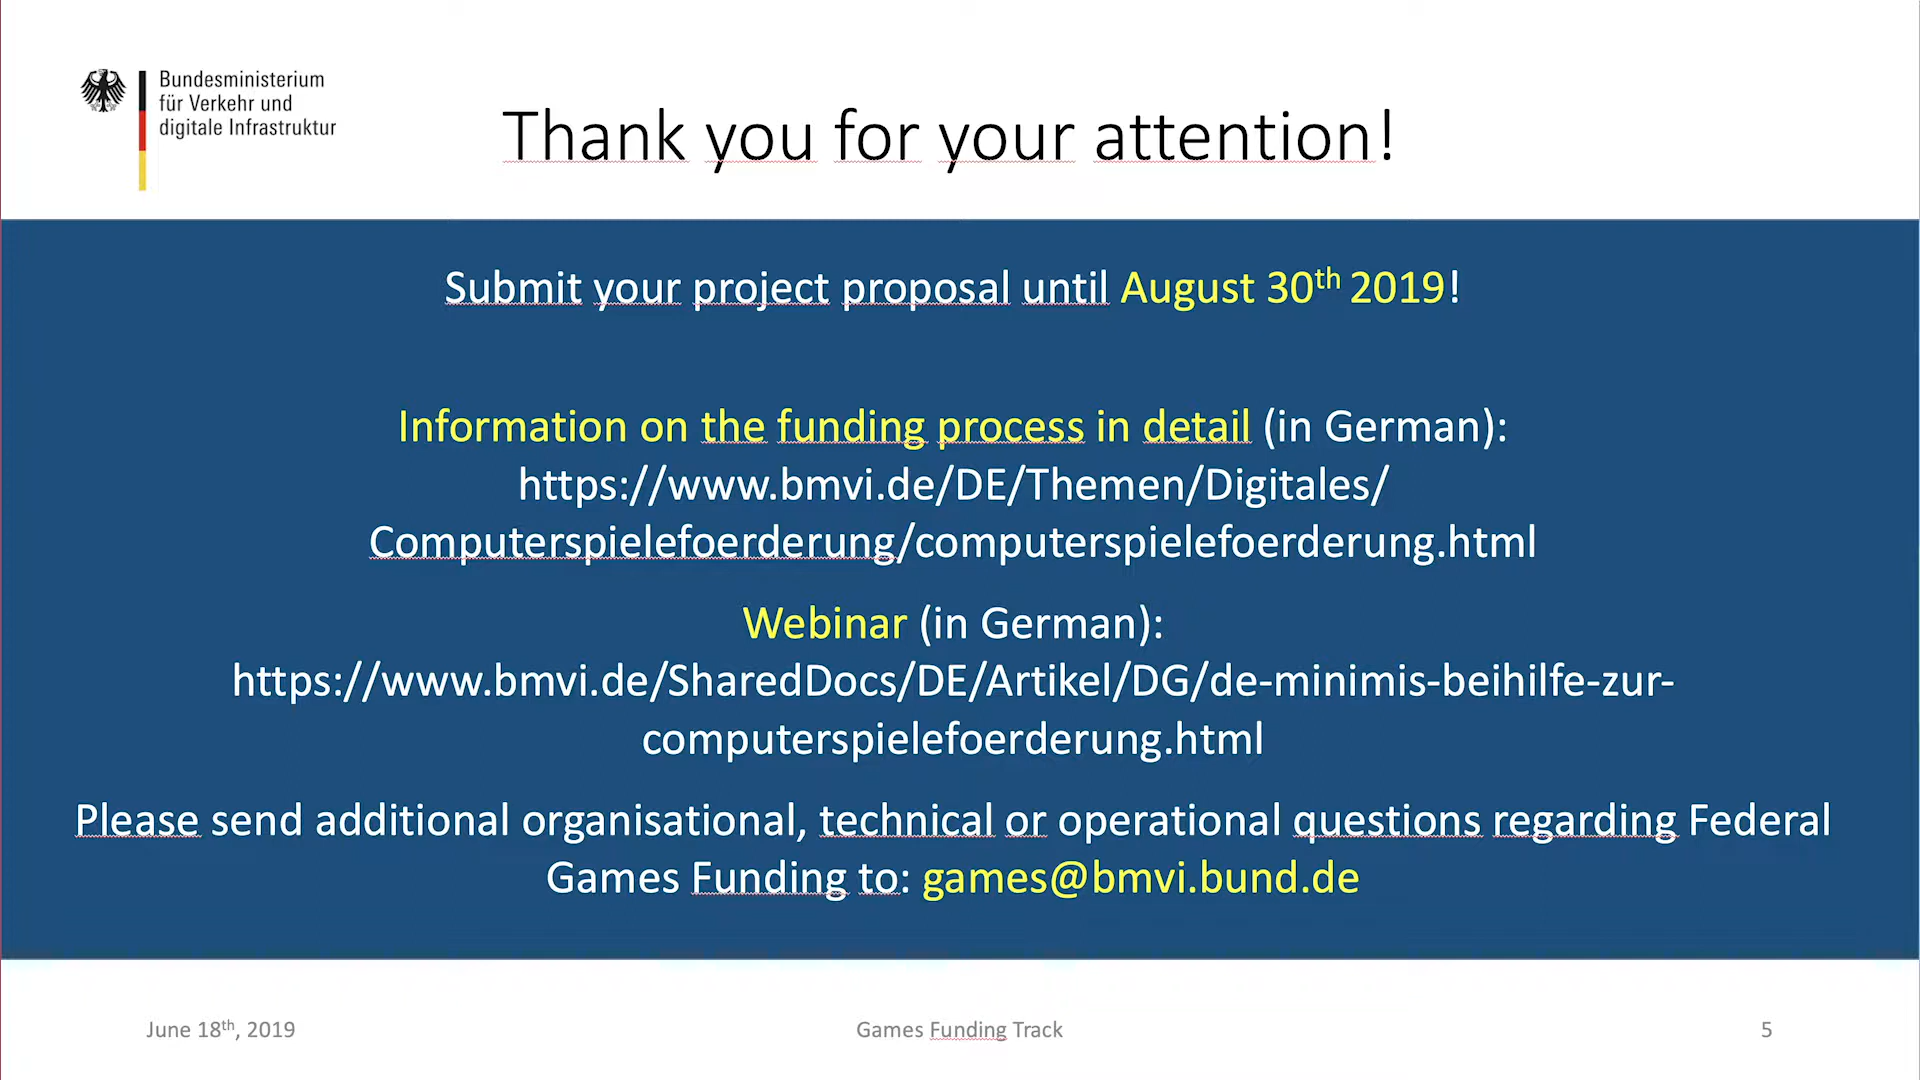 Bundesministerium
für Verkehr und
digitale Infrastruktur
Thank you for your attention!
Submit your project proposal until August 30th 2019!
Information on the funding process in detail (in German):
https://www.bmvi.de/DE/Themen/Digitales/
Computerspielefoerderung/computerspielefoerderung.html
Webinar (in German):
https://www.bmvi.de/SharedDocs/DE/Artikel/DG/de-minimis-beihilfe-zur-
computerspielefoerderung.html
Please send additional organisational, technical or operational questions regarding Federal
Games Funding to: games@bmvi.bund.de
June 18th, 2019
Games Funding Track
5